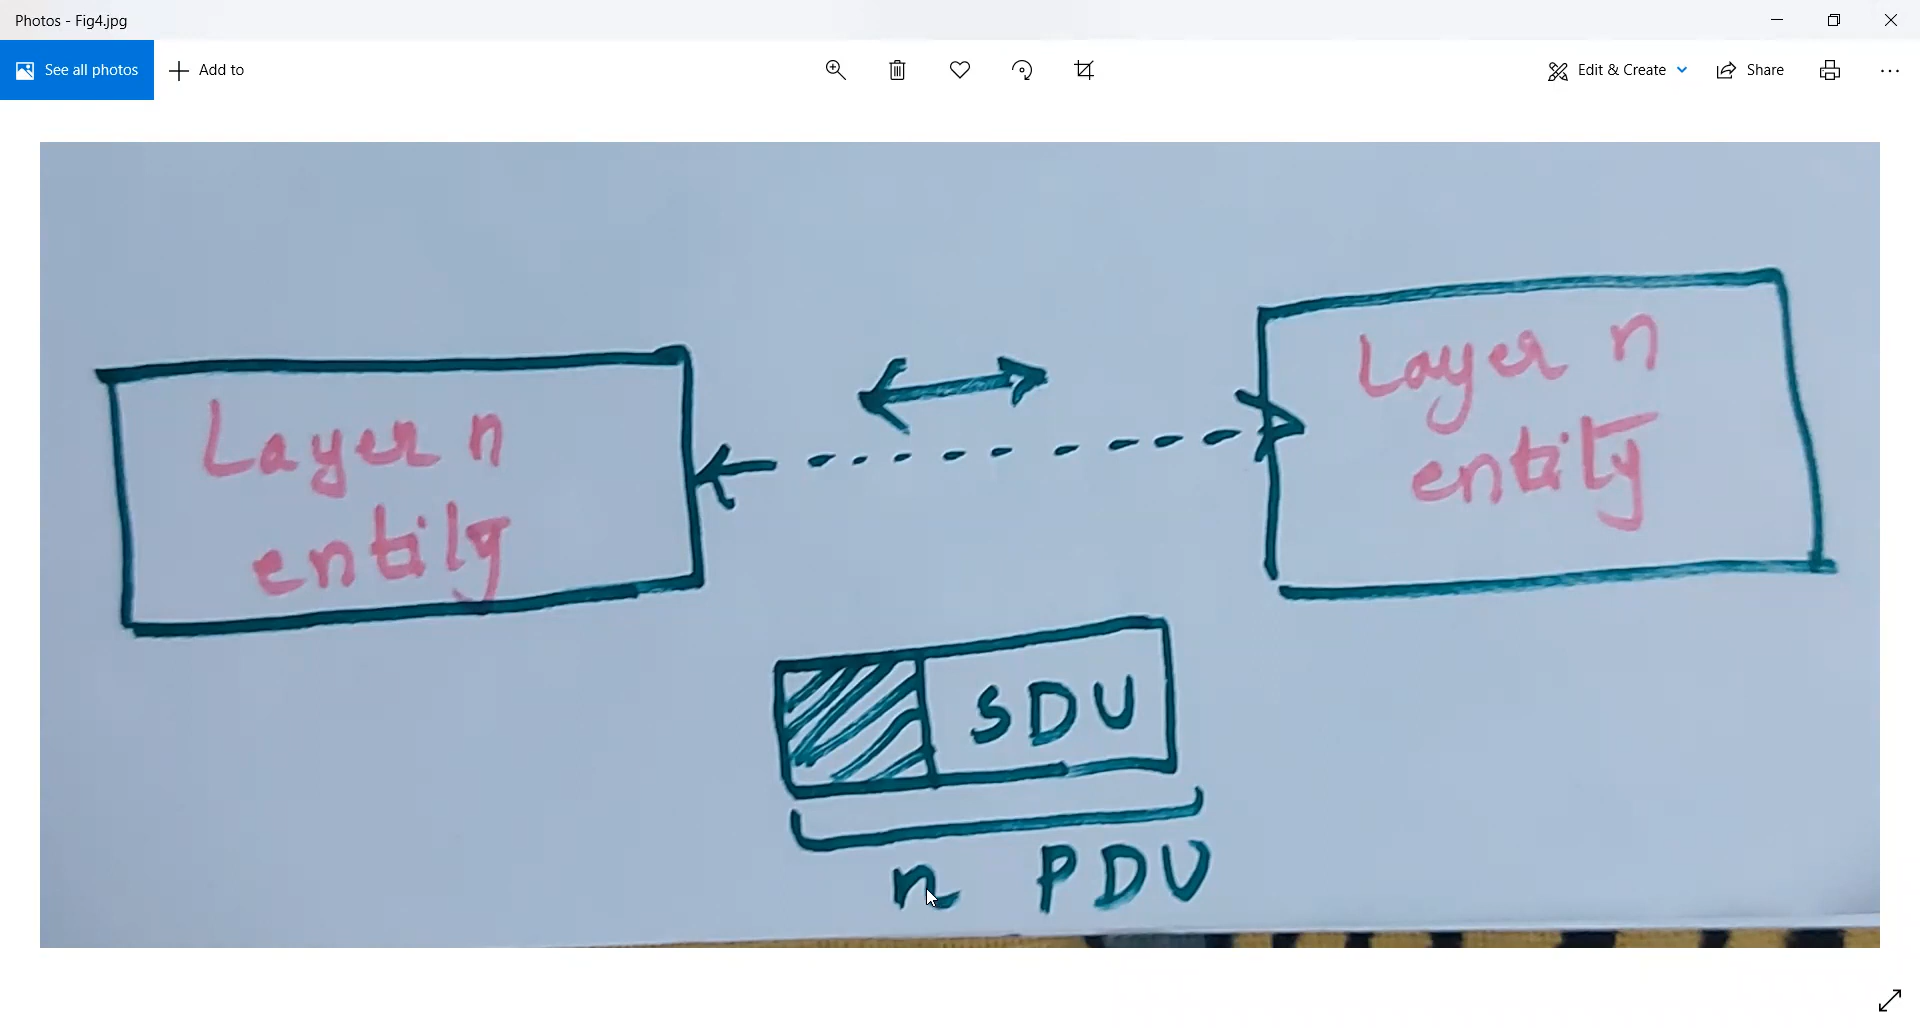 Photos - Fig4.jpg
See all photos
Add to
Edit & Create
Share
Layer n
entity
Layer n
entity
SDU
n PDU